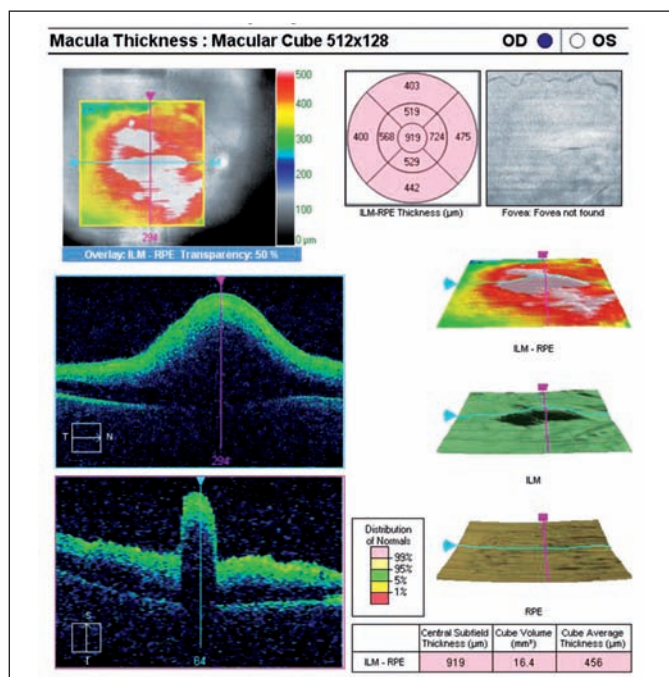 Macula Thickness : Macular Cube 512x128 OD OS
500
400
300
200
100
0 µm
294
Overlay: ILM - RPE Transparency: 50 %
403
519
400 568 919 724 475
529
442
ILM-RPE Thickness (µm)
Fovea: Fovea not found
ILM - RPE
T N
294
ILM
S
T
64
Distribution
of Normals
99%
95%
5%
1%
RPE
Central Subfield Thickness (µm) Cube Volume (mm³) Cube Average Thickness (µm)
ILM - RPE 919 16.4 456